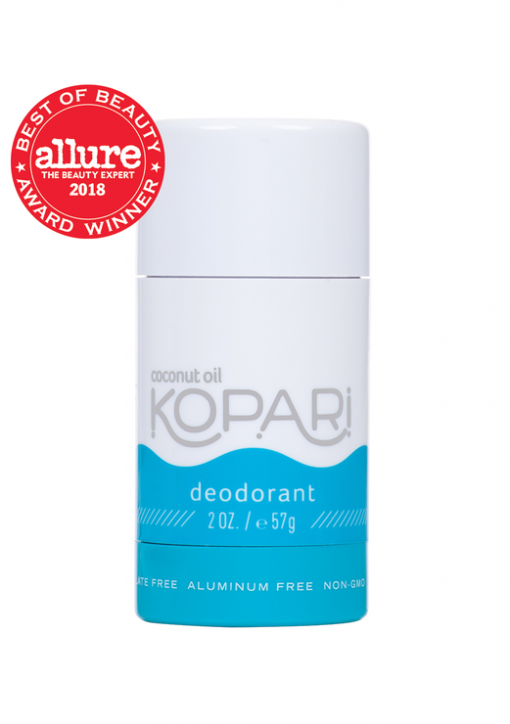 BEST OF BEAUTY
allure
THE BEAUTY EXPERT
2018
AWARD WINNER
coconut oil
KOPARI
deodorant
2 OZ. / ℮ 57g
ALUMINUM FREE NON-GMO